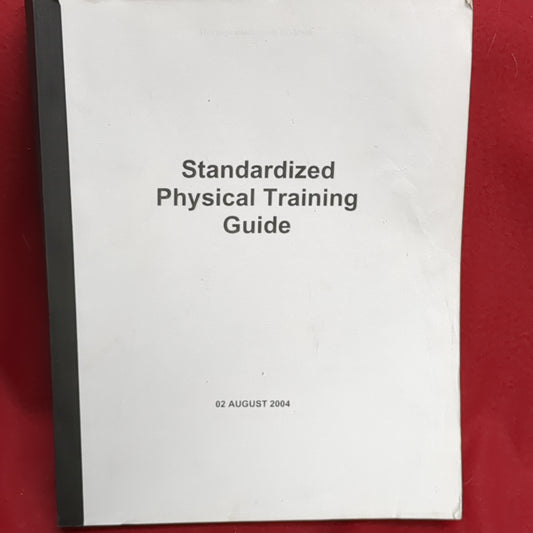 Standardized
Physical Training
Guide
02 AUGUST 2004